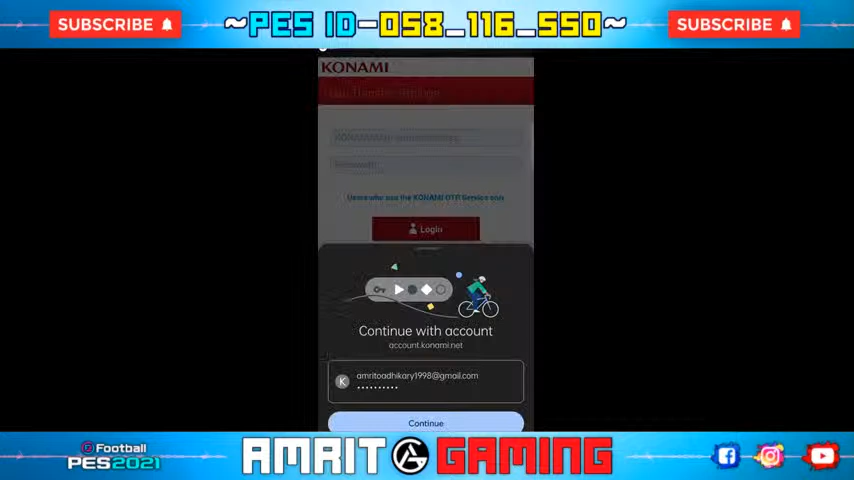 SUBSCRIBE
~PES ID-058_116_550~
SUBSCRIBE
KONAMI
Login
Continue with account
account.konami.net
K
amritoadhikary1998@gmail.com
••••••••••
Continue
eFootball
PES2021
AMRIT GAMING